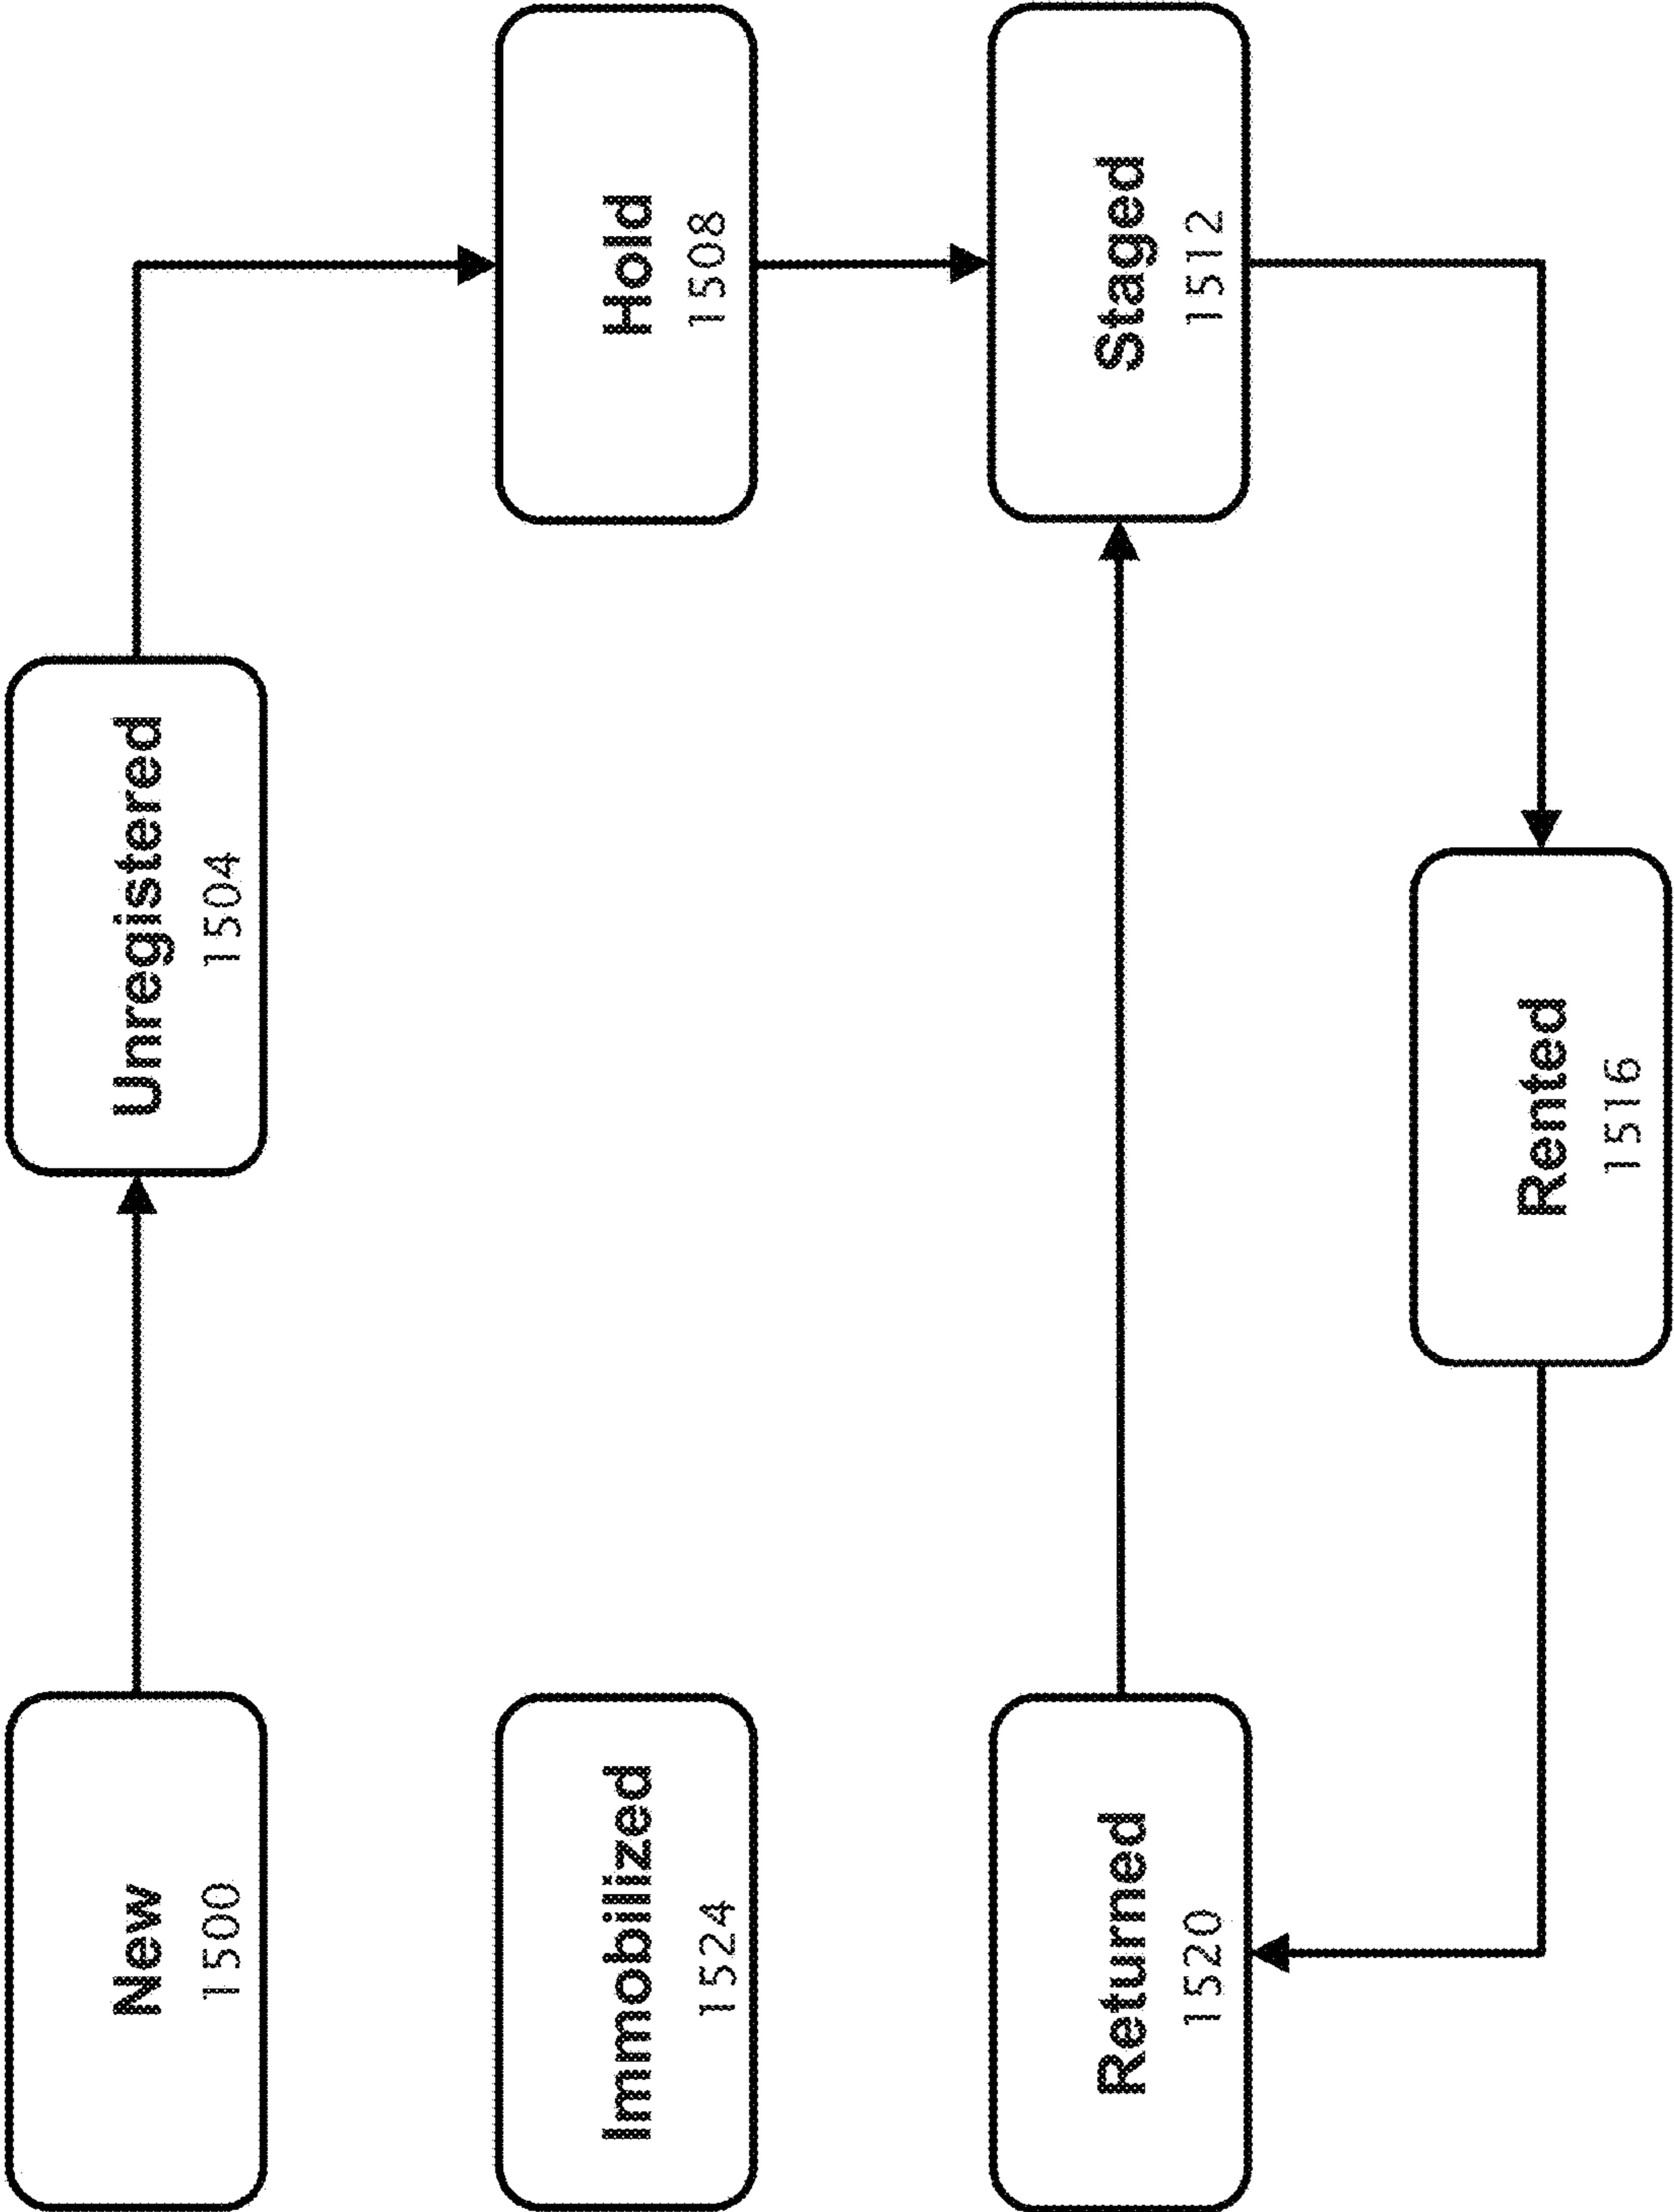 New
1500
Unregistered
1504
Immobilized
1524
Hold
1508
Returned
1520
Staged
1512
Rented
1516